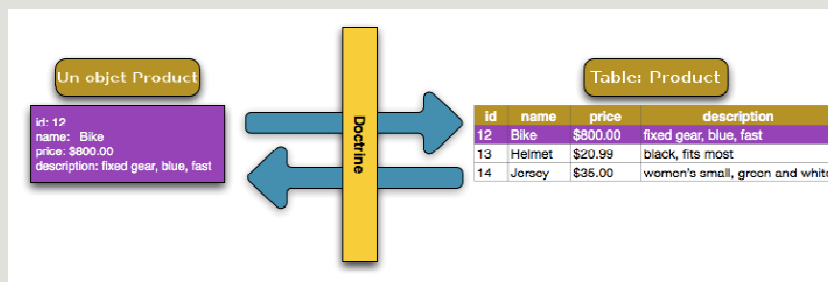 Un objet Product
id: 12
name: Bike
price: $800.00
description: fixed gear, blue, fast
Doctrine
Table: Product
id name price description
12 Bike $800.00 fixed gear, blue, fast
13 Helmet $20.99 black, fits most
14 Jersey $35.00 women's small, green and white